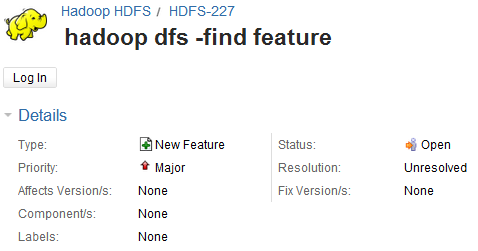 Hadoop HDFS / HDFS-227
hadoop dfs -find feature
Log In
Details
Type: New Feature Status: Open
Priority: Major Resolution: Unresolved
Affects Version/s: None Fix Version/s: None
Component/s: None
Labels: None